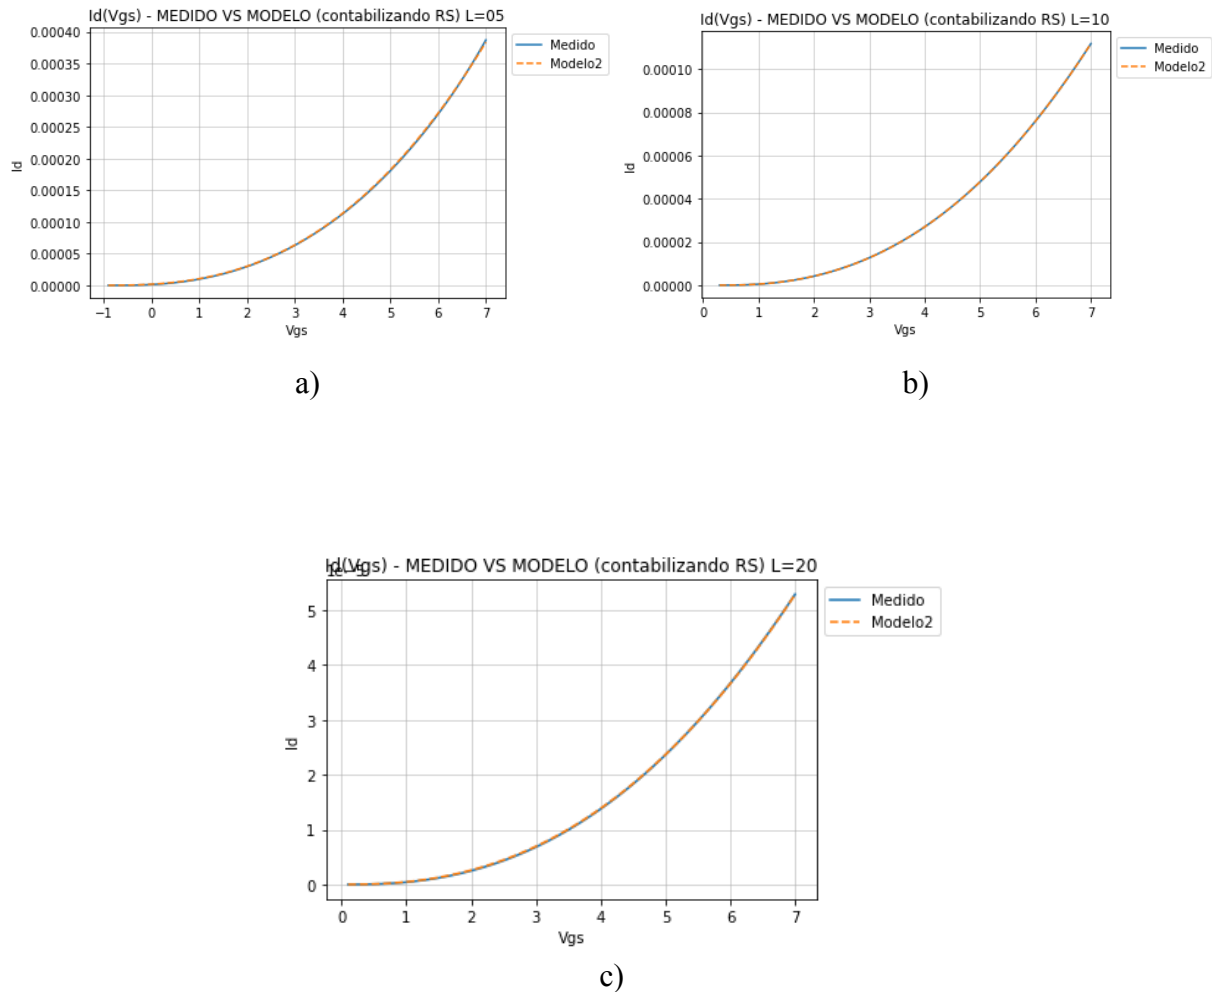 Id(Vgs) - MEDIDO VS MODELO (contabilizando RS) L=05
0.00040
0.00035
0.00030
0.00025
0.00020
0.00015
0.00010
0.00005
0.00000
Id
−1 0 1 2 3 4 5 6 7
Vgs
Medido
Modelo2
a)
Id(Vgs) - MEDIDO VS MODELO (contabilizando RS) L=10
0.00010
0.00008
0.00006
0.00004
0.00002
0.00000
Id
0 1 2 3 4 5 6 7
Vgs
Medido
Modelo2
b)
Id(Vgs) - MEDIDO VS MODELO (contabilizando RS) L=20
1e−5
5
4
3
2
1
0
Id
0 1 2 3 4 5 6 7
Vgs
Medido
Modelo2
c)